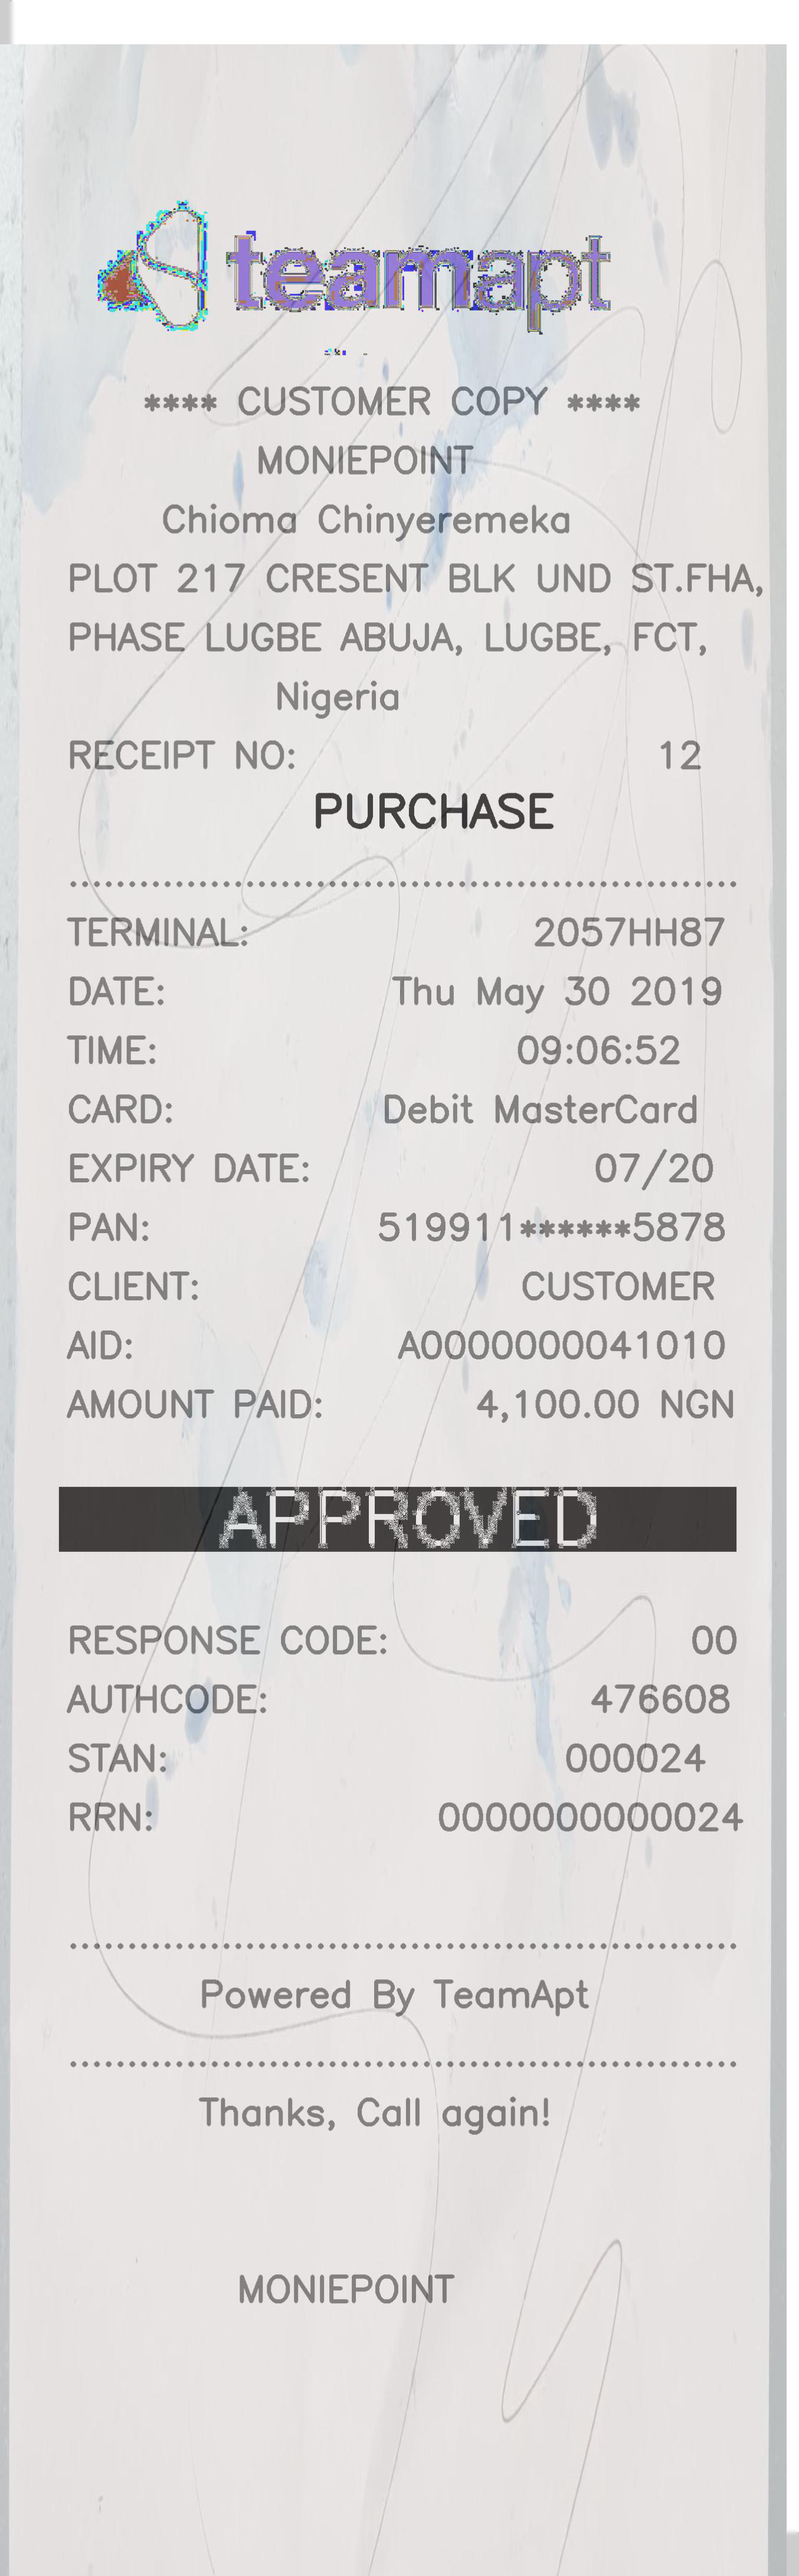 teamapt
**** CUSTOMER COPY ****
MONIEPOINT
Chioma Chinyeremeka
PLOT 217 CRESENT BLK UND ST.FHA,
PHASE LUGBE ABUJA, LUGBE, FCT,
Nigeria
RECEIPT NO: 12
PURCHASE
TERMINAL: 2057HH87
DATE: Thu May 30 2019
TIME: 09:06:52
CARD: Debit MasterCard
EXPIRY DATE: 07/20
PAN: 519911******5878
CLIENT: CUSTOMER
AID: A0000000041010
AMOUNT PAID: 4,100.00 NGN
APPROVED
RESPONSE CODE: 00
AUTHCODE: 476608
STAN: 000024
RRN: 0000000000024
Powered By TeamApt
Thanks, Call again!
MONIEPOINT